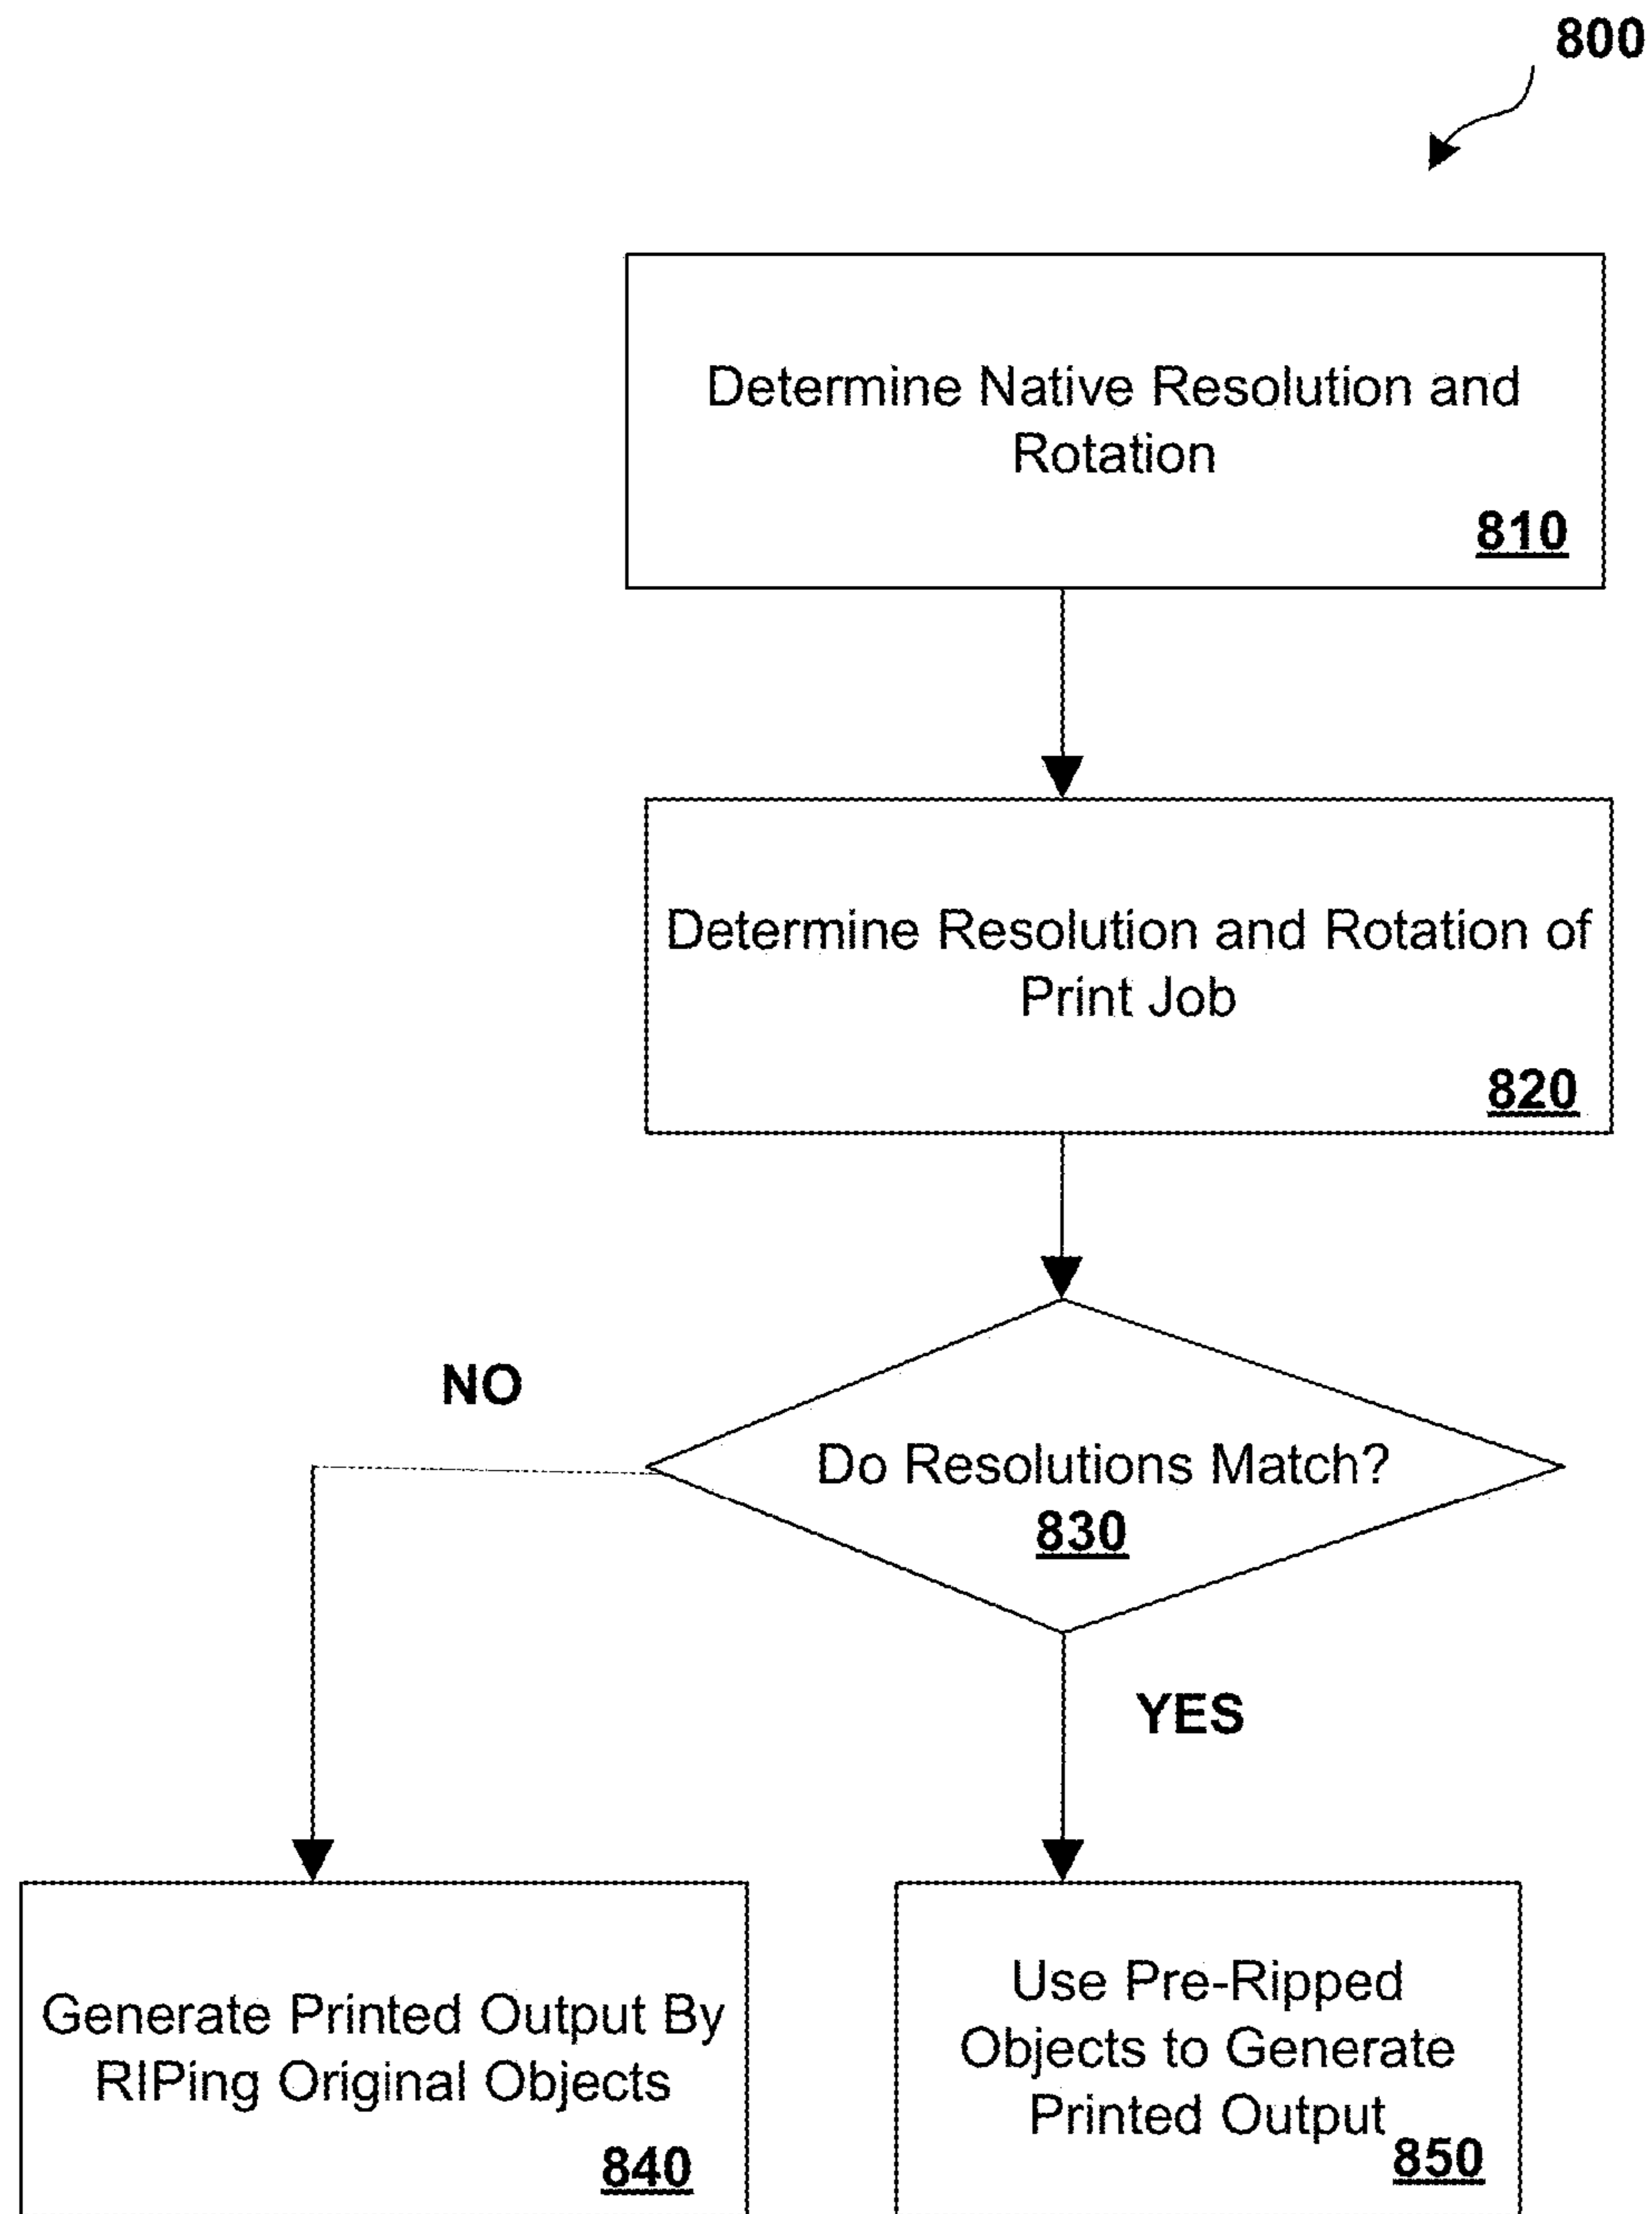 800
Determine Native Resolution and
Rotation
810
Determine Resolution and Rotation of
Print Job
820
NO
Do Resolutions Match?
830
YES
Generate Printed Output By
RIPing Original Objects
840
Use Pre-Ripped
Objects to Generate
Printed Output
850